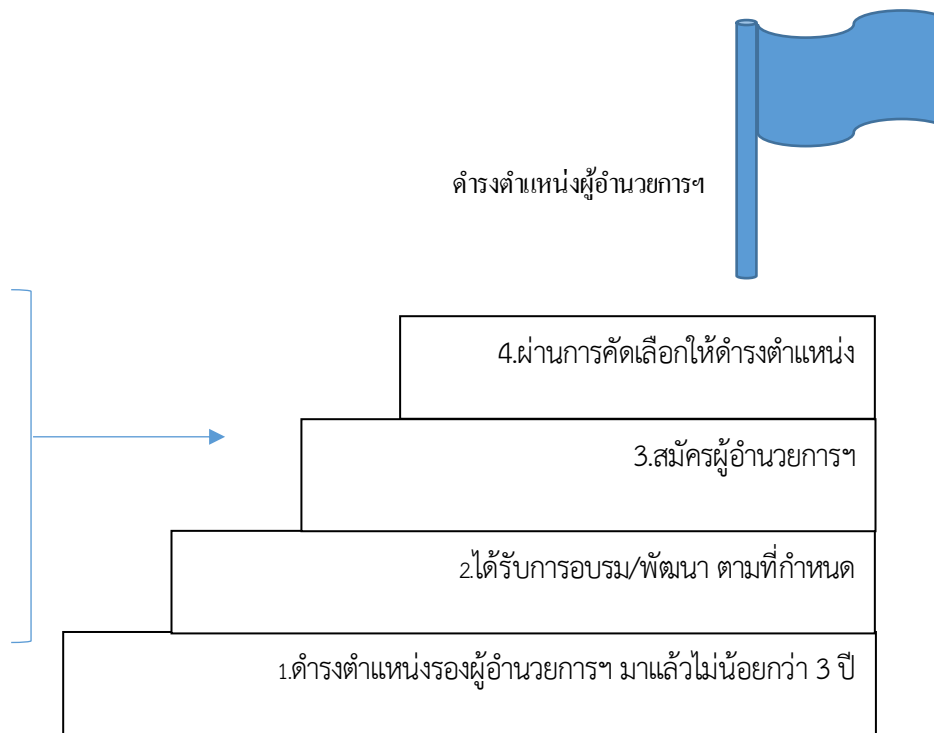 ดำรงตำแหน่งผู้อำนวยการฯ
4.ผ่านการคัดเลือกให้ดำรงตำแหน่ง
3.สมัครผู้อำนวยการฯ
2.ได้รับการอบรม/พัฒนา ตามที่กำหนด
1.ดำรงตำแหน่งรองผู้อำนวยการฯ มาแล้วไม่น้อยกว่า 3 ปี